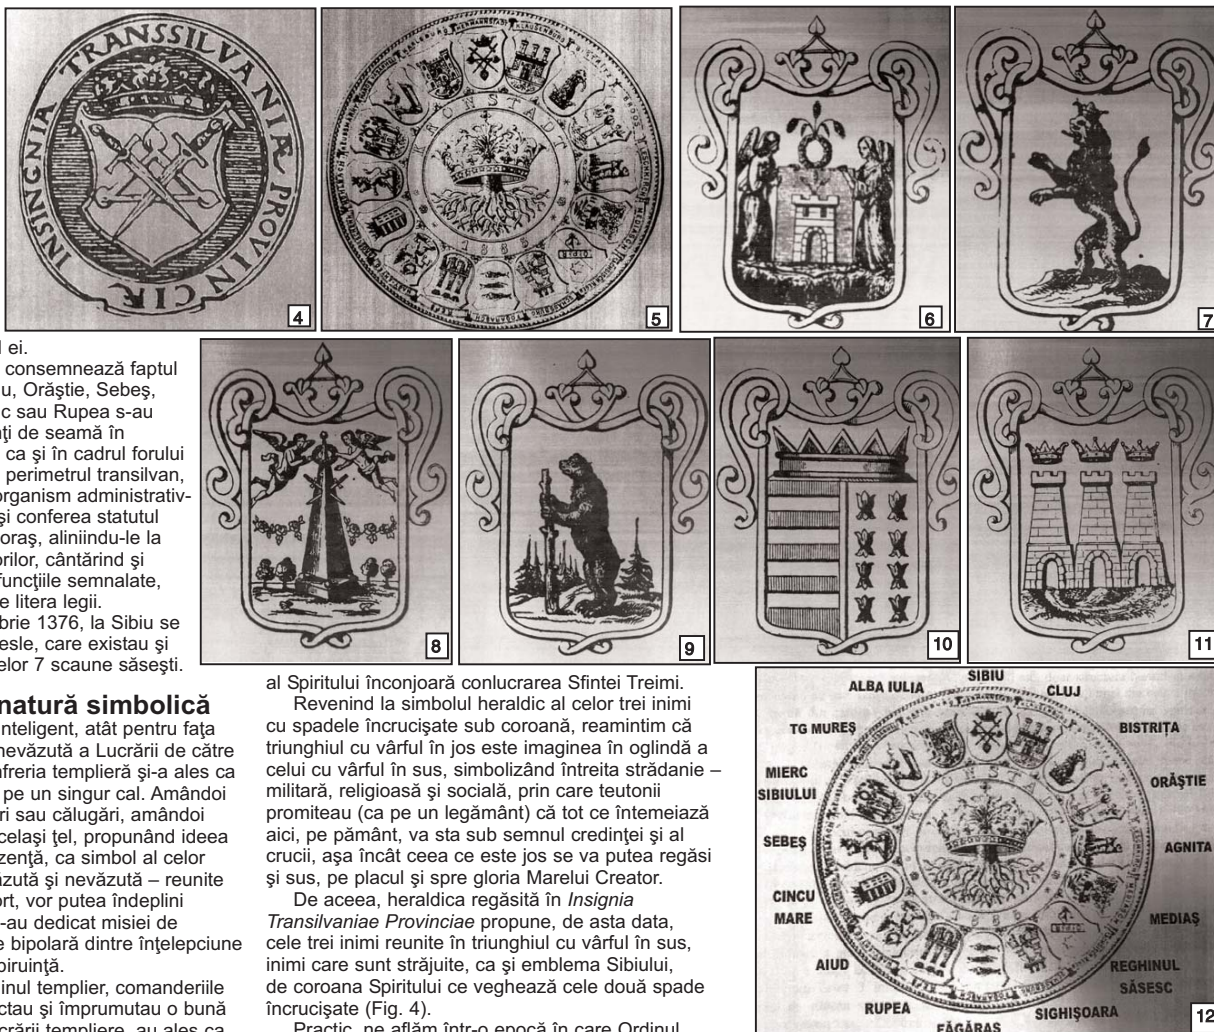 INSINGNIA TRANSSILVANIÆ PROVINCIÆ
4
KRONSTADT
1886
5
6
7
l ei.
consemnează faptul
u, Orăştie, Sebeş,
c sau Rupea s-au
ţi de seamă în
ca şi în cadrul forului
perimetrul transilvan,
organism administrativ-
şi conferea statutul
oraş, aliniindu-le la
orilor, cântărind şi
funcţiile semnalate,
e litera legii.
brie 1376, la Sibiu se
esle, care existau şi
elor 7 scaune săseşti.
8
9
10
11
natură simbolică
nteligent, atât pentru faţa
nevăzută a Lucrării de către
nfreria templieră şi-a ales ca
pe un singur cal. Amândoi
ri sau călugări, amândoi
celaşi ţel, propunând ideea
zenţă, ca simbol al celor
ăzută şi nevăzută – reunite
ort, vor putea îndeplini
-au dedicat misiei de
e bipolară dintre înţelepciune
biruinţă.
inul templier, comanderiile
ctau şi împrumutau o bună
crării templiere, au ales ca
al Spiritului înconjoară conlucrarea Sfintei Treimi.
Revenind la simbolul heraldic al celor trei inimi
cu spadele încrucişate sub coroană, reamintim că
triunghiul cu vârful în jos este imaginea în oglindă a
celui cu vârful în sus, simbolizând întreita strădanie –
militară, religioasă şi socială, prin care teutonii
promiteau (ca pe un legământ) că tot ce întemeiază
aici, pe pământ, va sta sub semnul credinţei şi al
crucii, aşa încât ceea ce este jos se va putea regăsi
şi sus, pe placul şi spre gloria Marelui Creator.
De aceea, heraldica regăsită în Insignia
Transilvaniae Provinciae propune, de asta data,
cele trei inimi reunite în triunghiul cu vârful în sus,
inimi care sunt străjuite, ca şi emblema Sibiului,
de coroana Spiritului ce veghează cele două spade
încrucişate (Fig. 4).
Practic, ne aflăm într-o epocă în care Ordinul
SIBIU
ALBA IULIA
CLUJ
TG MUREŞ
BISTRIŢA
MIERC
SIBIULUI
ORĂŞTIE
SEBEŞ
AGNITA
CINCU
MARE
MEDIAŞ
AIUD
REGHINUL
SĂSESC
RUPEA
SIGHIŞOARA
FĂGĂRAŞ
KRONSTADT
1886
12